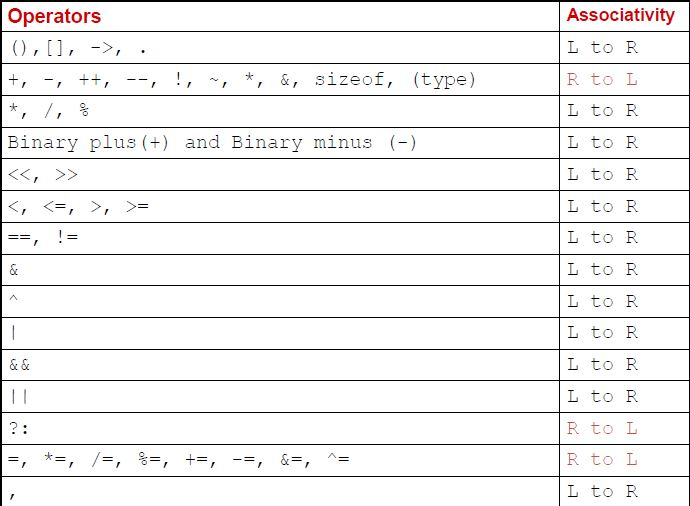 Operators Associativity
(),[], ->, . L to R
+, -, ++, --, !, ~, *, &, sizeof, (type) R to L
*, /, % L to R
Binary plus(+) and Binary minus (-) L to R
<<, >> L to R
<, <=, >, >= L to R
==, != L to R
& L to R
^ L to R
| L to R
&& L to R
|| L to R
?: R to L
=, *=, /=, %=, +=, -=, &=, ^= R to L
, L to R